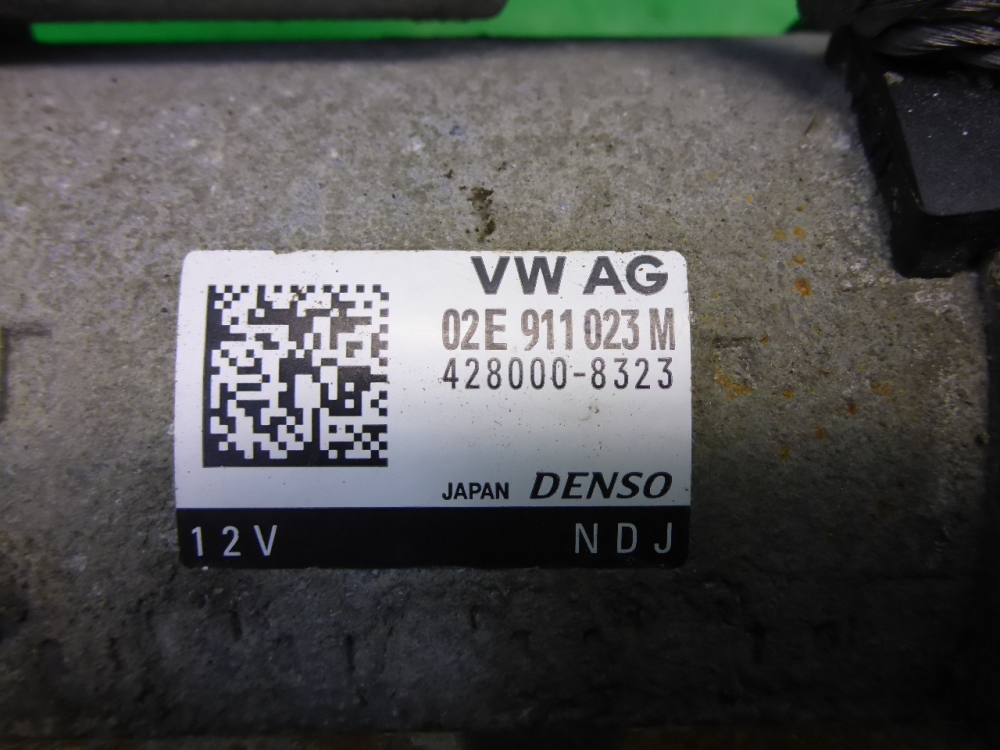 VW AG
02E 911 023 M
428000-8323
JAPAN DENSO
12V NDJ